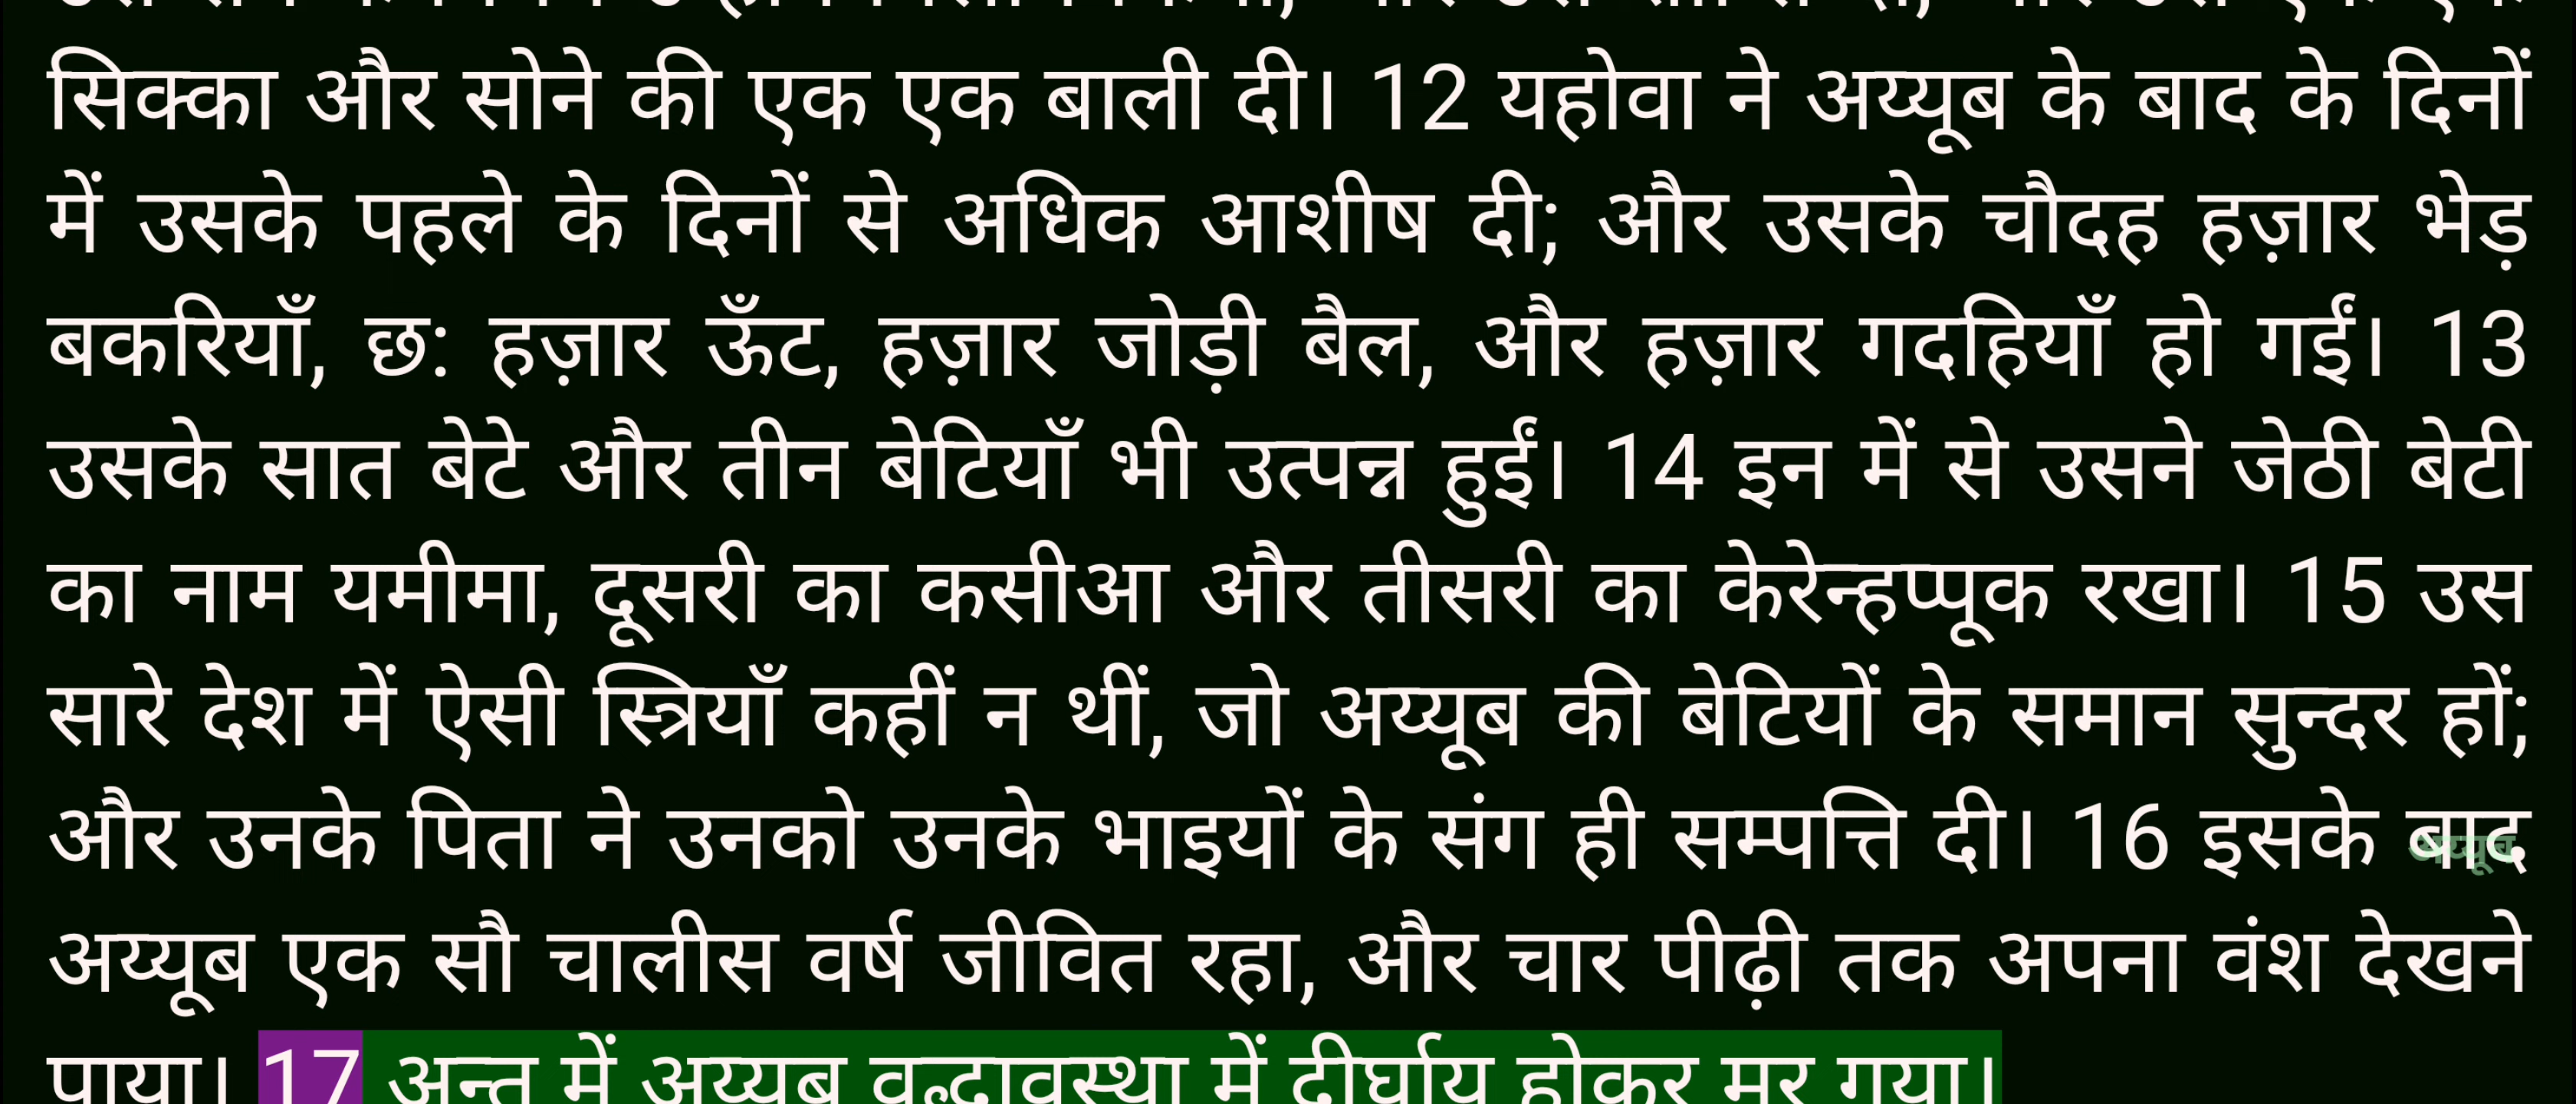 सिक्का और सोने की एक एक बाली दी। 12 यहोवा ने अय्यूब के बाद के दिनों
में उसके पहले के दिनों से अधिक आशीष दी; और उसके चौदह हज़ार भेड़
बकरियाँ, छः हज़ार ऊँट, हज़ार जोड़ी बैल, और हज़ार गदहियाँ हो गईं। 13
उसके सात बेटे और तीन बेटियाँ भी उत्पन्न हुईं। 14 इन में से उसने जेठी बेटी
का नाम यमीमा, दूसरी का कसीआ और तीसरी का केरेन्हप्पूक रखा। 15 उस
सारे देश में ऐसी स्त्रियाँ कहीं न थीं, जो अय्यूब की बेटियों के समान सुन्दर हों;
और उनके पिता ने उनको उनके भाइयों के संग ही सम्पत्ति दी। 16 इसके बाद
अय्यूब
अय्यूब एक सौ चालीस वर्ष जीवित रहा, और चार पीढ़ी तक अपना वंश देखने
पाया। 17 अन्त में अय्यूब वृद्धावस्था में दीर्घायु होकर मर गया।